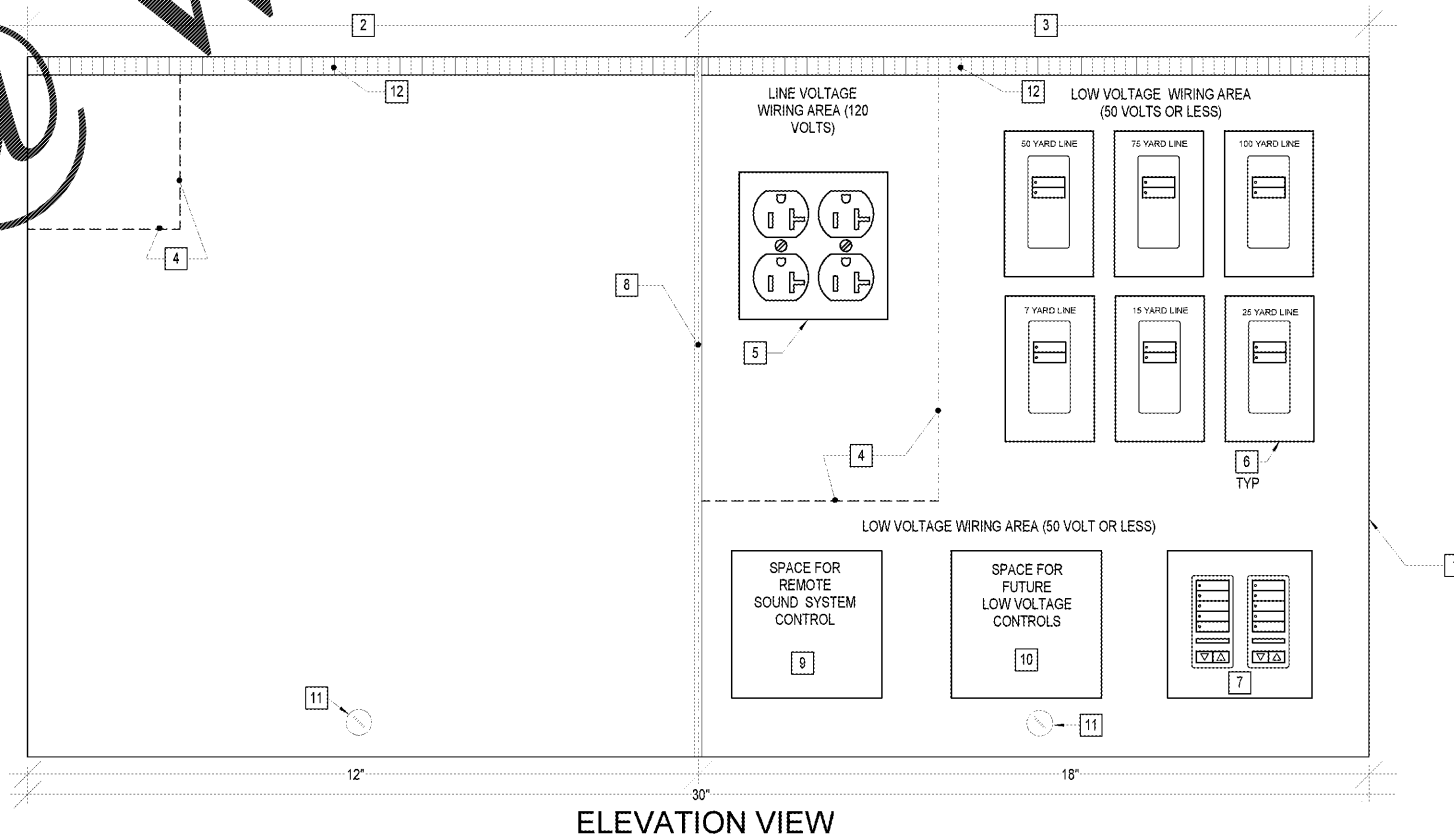 2
3
12
12
LINE VOLTAGE
WIRING AREA (120
VOLTS)
LOW VOLTAGE WIRING AREA
(50 VOLTS OR LESS)
50 YARD LINE
75 YARD LINE
100 YARD LINE
4
8
5
7 YARD LINE
15 YARD LINE
25 YARD LINE
4
6
TYP
LOW VOLTAGE WIRING AREA (50 VOLT OR LESS)
SPACE FOR
REMOTE
SOUND SYSTEM
CONTROL
9
SPACE FOR
FUTURE
LOW VOLTAGE
CONTROLS
10
7
11
11
12"
18"
30"
ELEVATION VIEW